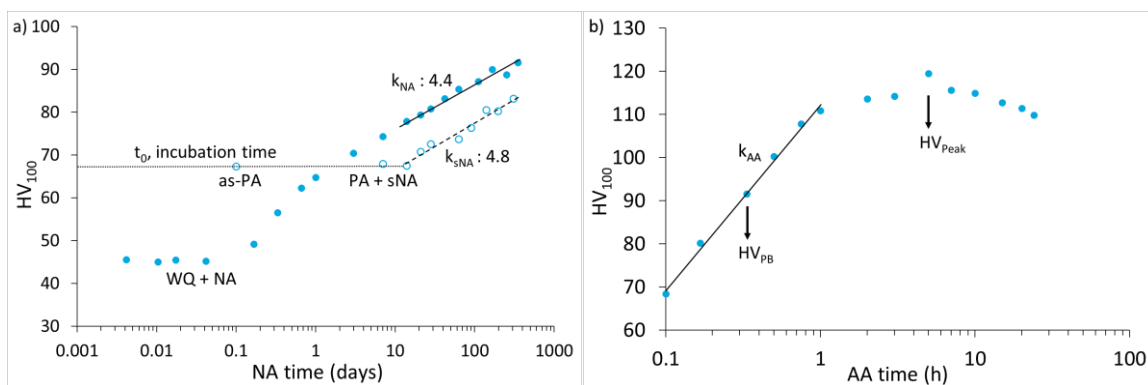 a)
HV100
100
90
80
70
60
50
40
30
kNA : 4.4
t0, incubation time
ksNA: 4.8
as-PA
PA + sNA
WQ + NA
0.001
0.01
0.1
1
10
100
1000
NA time (days)
b)
HV100
130
120
110
100
90
80
70
60
HVPeak
kAA
HVPB
0.1
1
10
100
AA time (h)